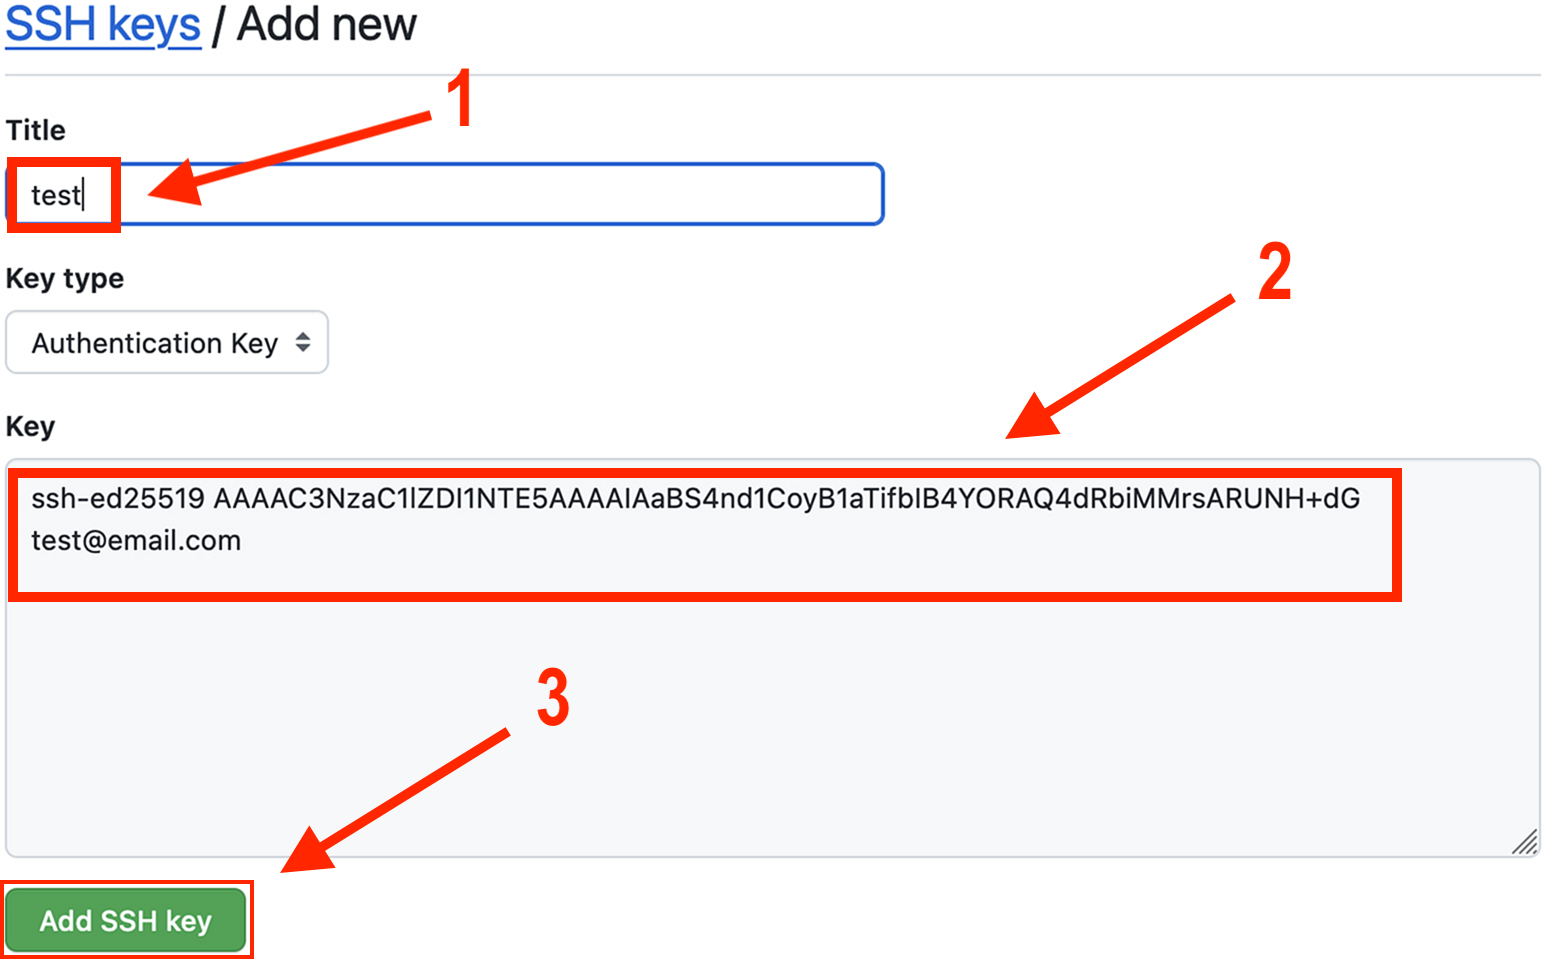 SSH keys / Add new
1
Title
test
Key type
2
Authentication Key
Key
ssh-ed25519 AAAAC3NzaC1lZDI1NTE5AAAAIAaBS4nd1CoyB1aTifbIB4YORAQ4dRbiMMrsARUNH+dG
test@email.com
3
Add SSH key